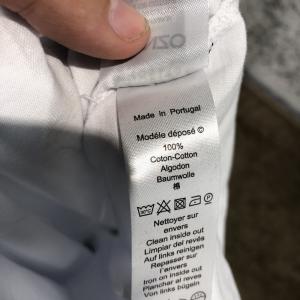 Made in Portugal
Modèle déposé ©
100%
Coton-Cotton
Algodon
Baumwolle
棉
Nettoyer sur
envers
Clean inside out
Limpiar del revés
Auf links reinigen
Repasser sur
l'envers
Iron on inside out
Planchar al revés
Von links bügeln